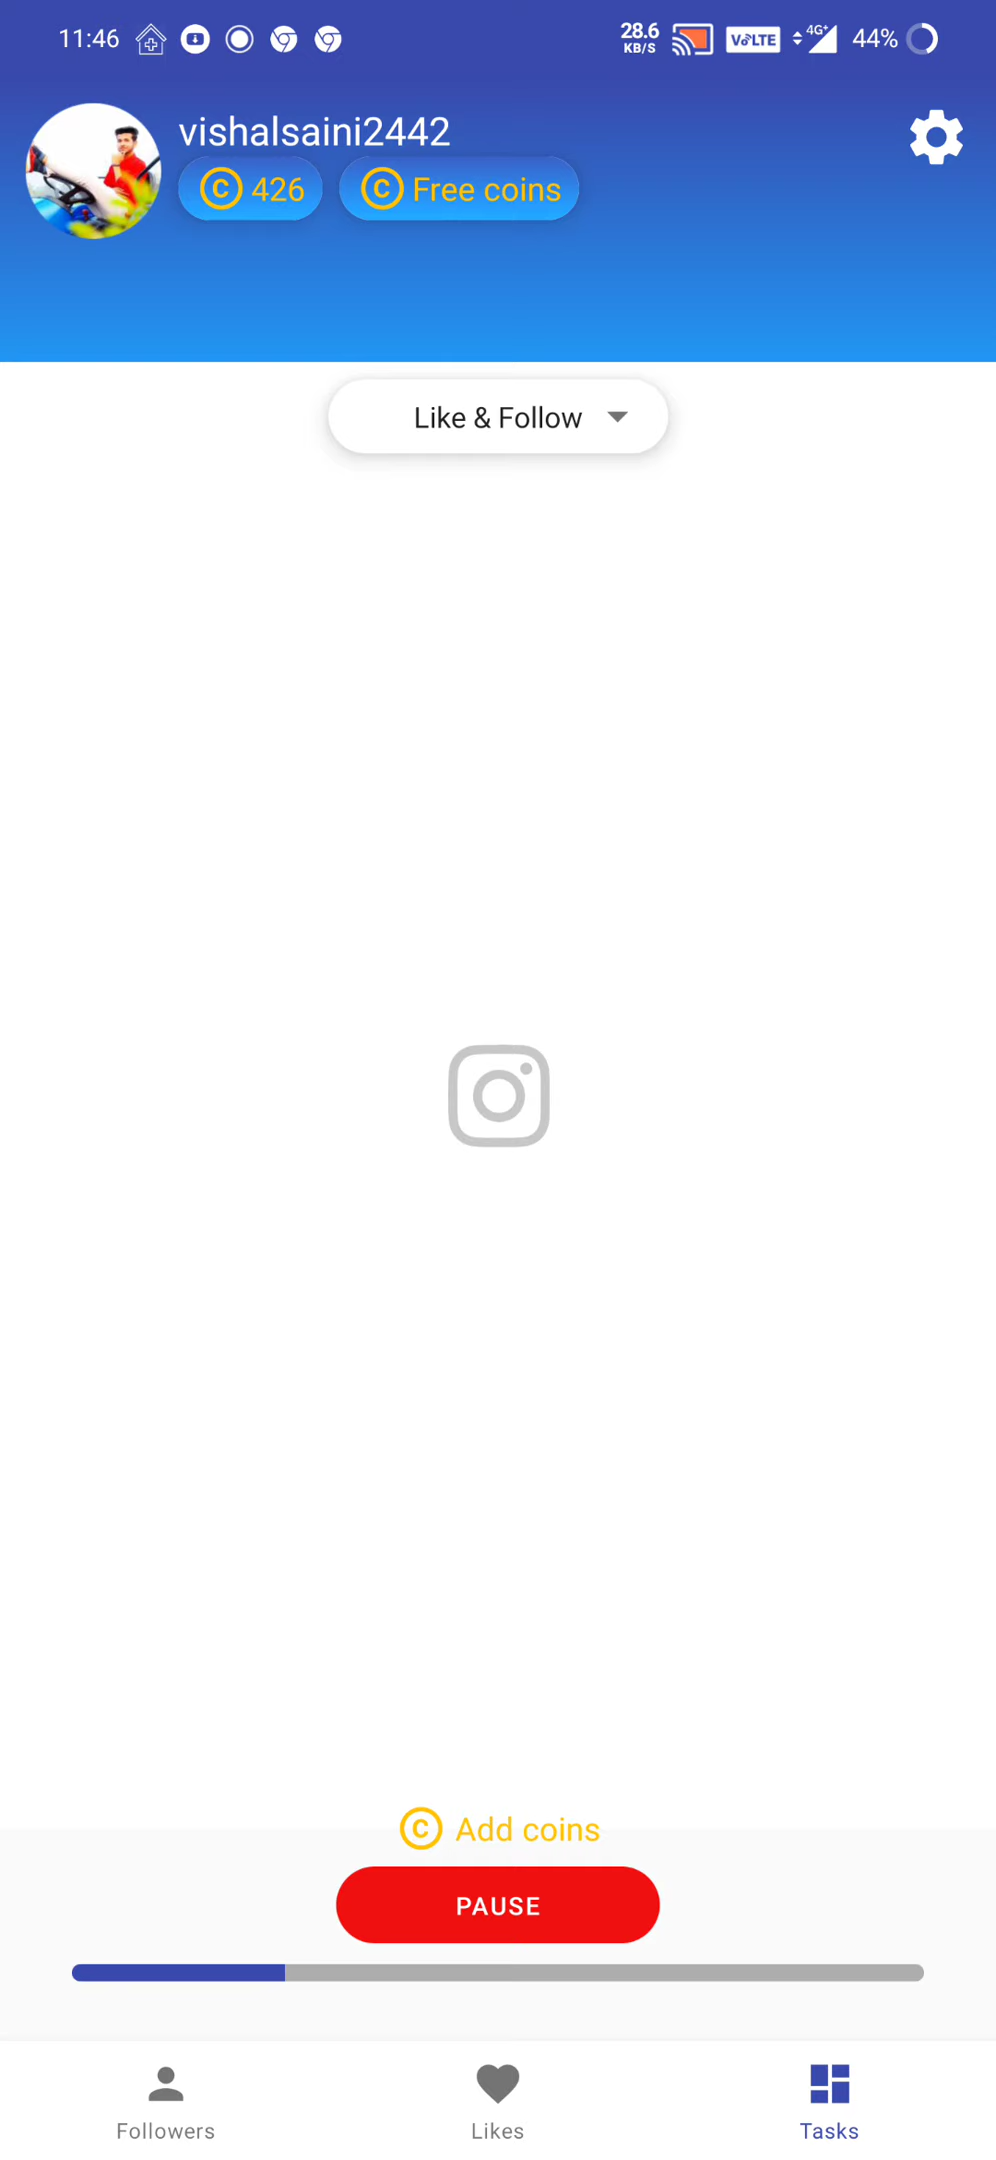 11:46 28.6 KB/S VoLTE 4G+ 44%
vishalsaini2442
C 426 C Free coins
Like & Follow
C Add coins
PAUSE
Followers Likes Tasks